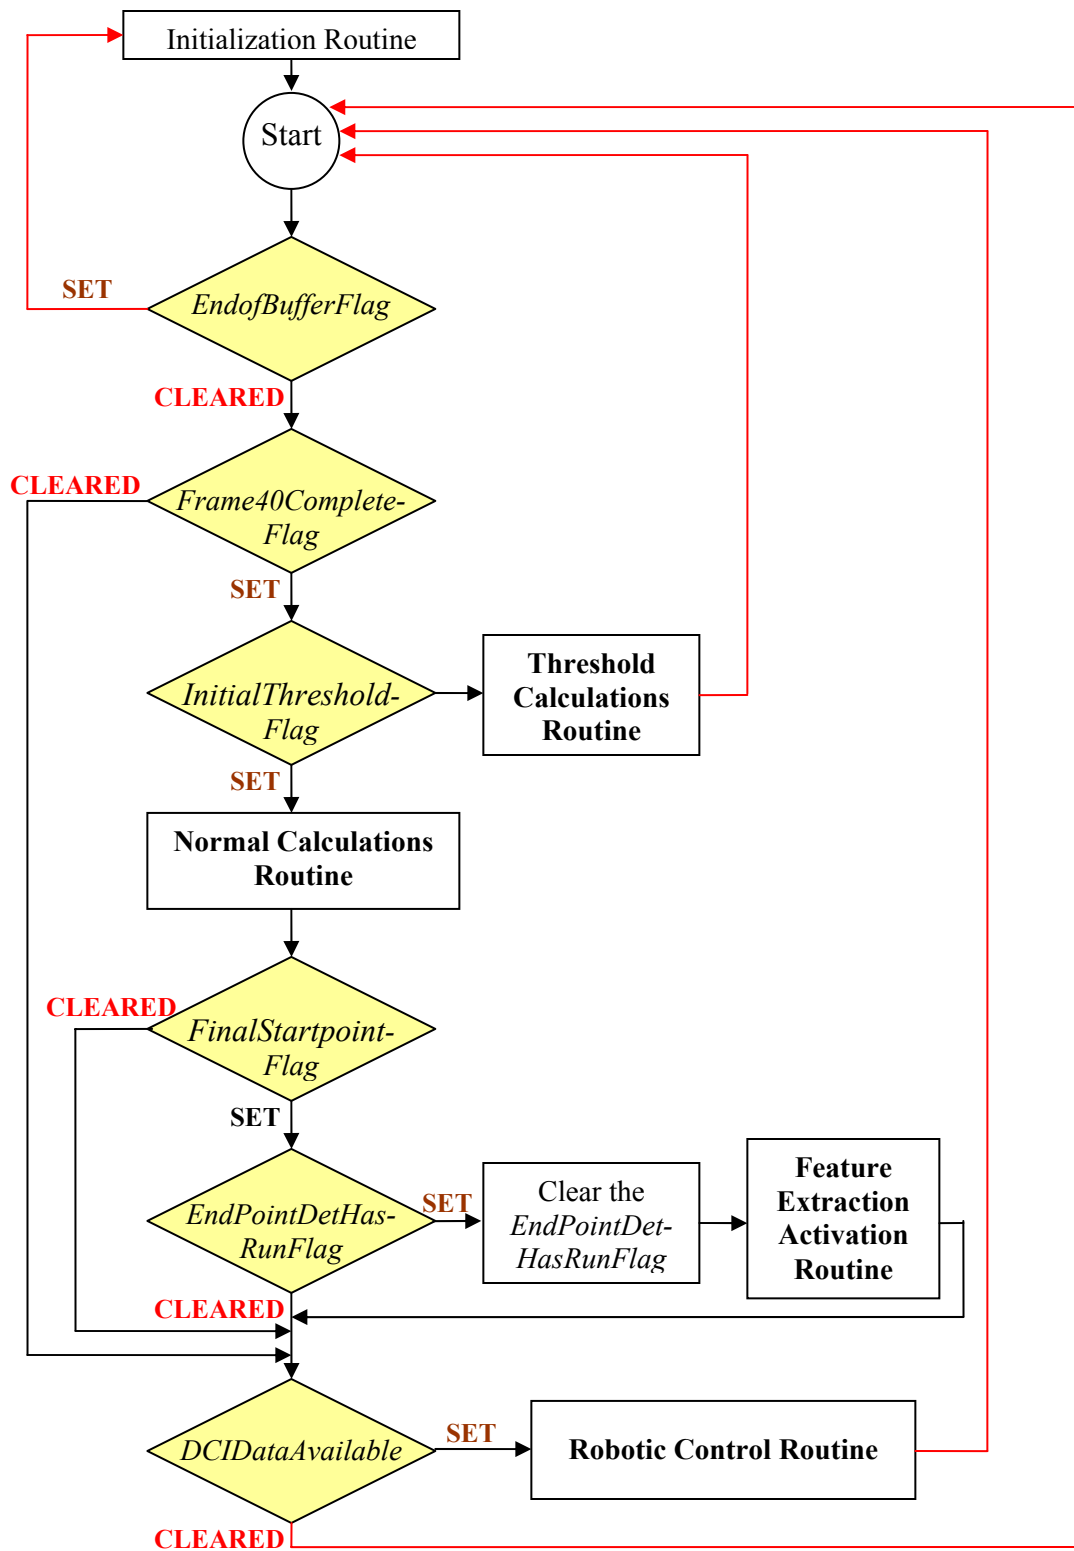 Initialization Routine
Start
SET
EndofBufferFlag
CLEARED
CLEARED
Frame40Complete-
Flag
SET
InitialThreshold-
Flag
Threshold
Calculations
Routine
SET
Normal Calculations
Routine
CLEARED
FinalStartpoint-
Flag
SET
EndPointDetHas-
RunFlag
SET
Clear the
EndPointDet-
HasRunFlag
Feature
Extraction
Activation
Routine
CLEARED
DCIDataAvailable
SET
Robotic Control Routine
CLEARED